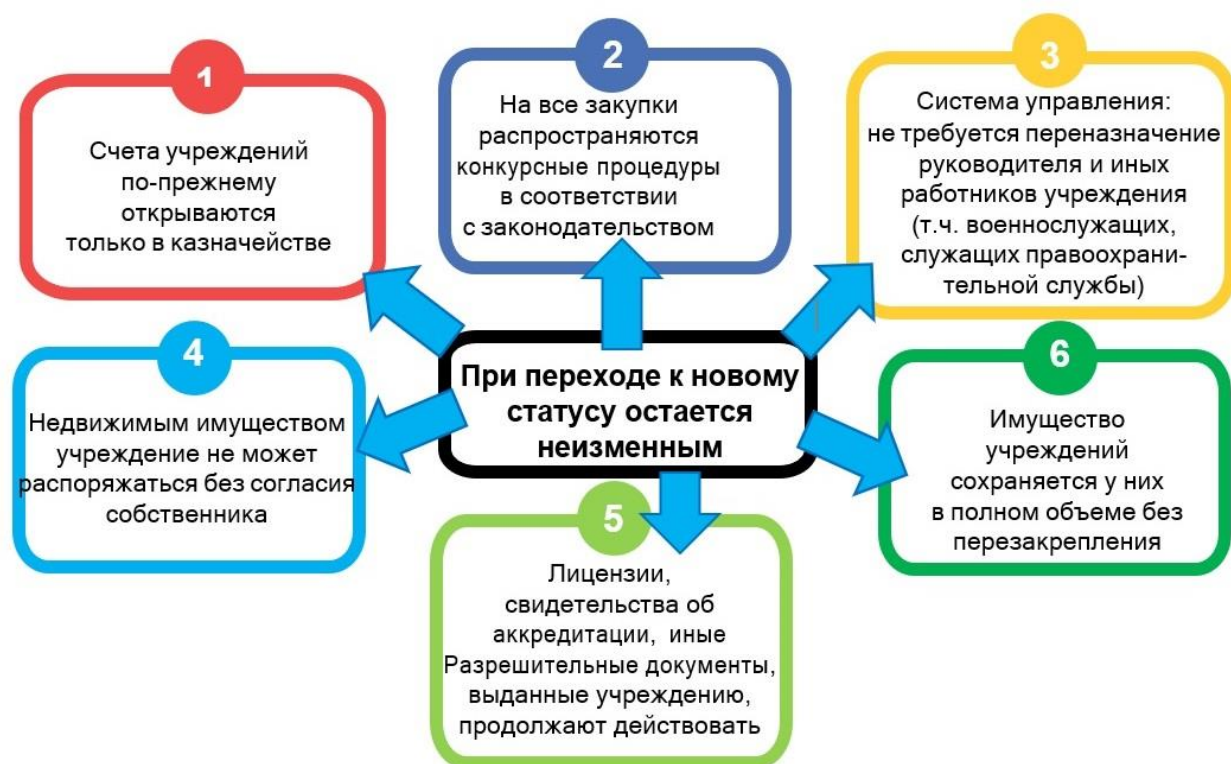 1
Счета учреждений
по-прежнему
открываются
только в казначействе
2
На все закупки
распространяются
конкурсные процедуры
в соответствии
с законодательством
3
Система управления:
не требуется переназначение
руководителя и иных
работников учреждения
(т.ч. военнослужащих,
служащих правоохрани-
тельной службы)
При переходе к новому
статусу остается
неизменным
4
Недвижимым имуществом
учреждение не может
распоряжаться без согласия
собственника
5
Лицензии,
свидетельства об
аккредитации, иные
Разрешительные документы,
выданные учреждению,
продолжают действовать
6
Имущество
учреждений
сохраняется у них
в полном объеме без
перезакрепления